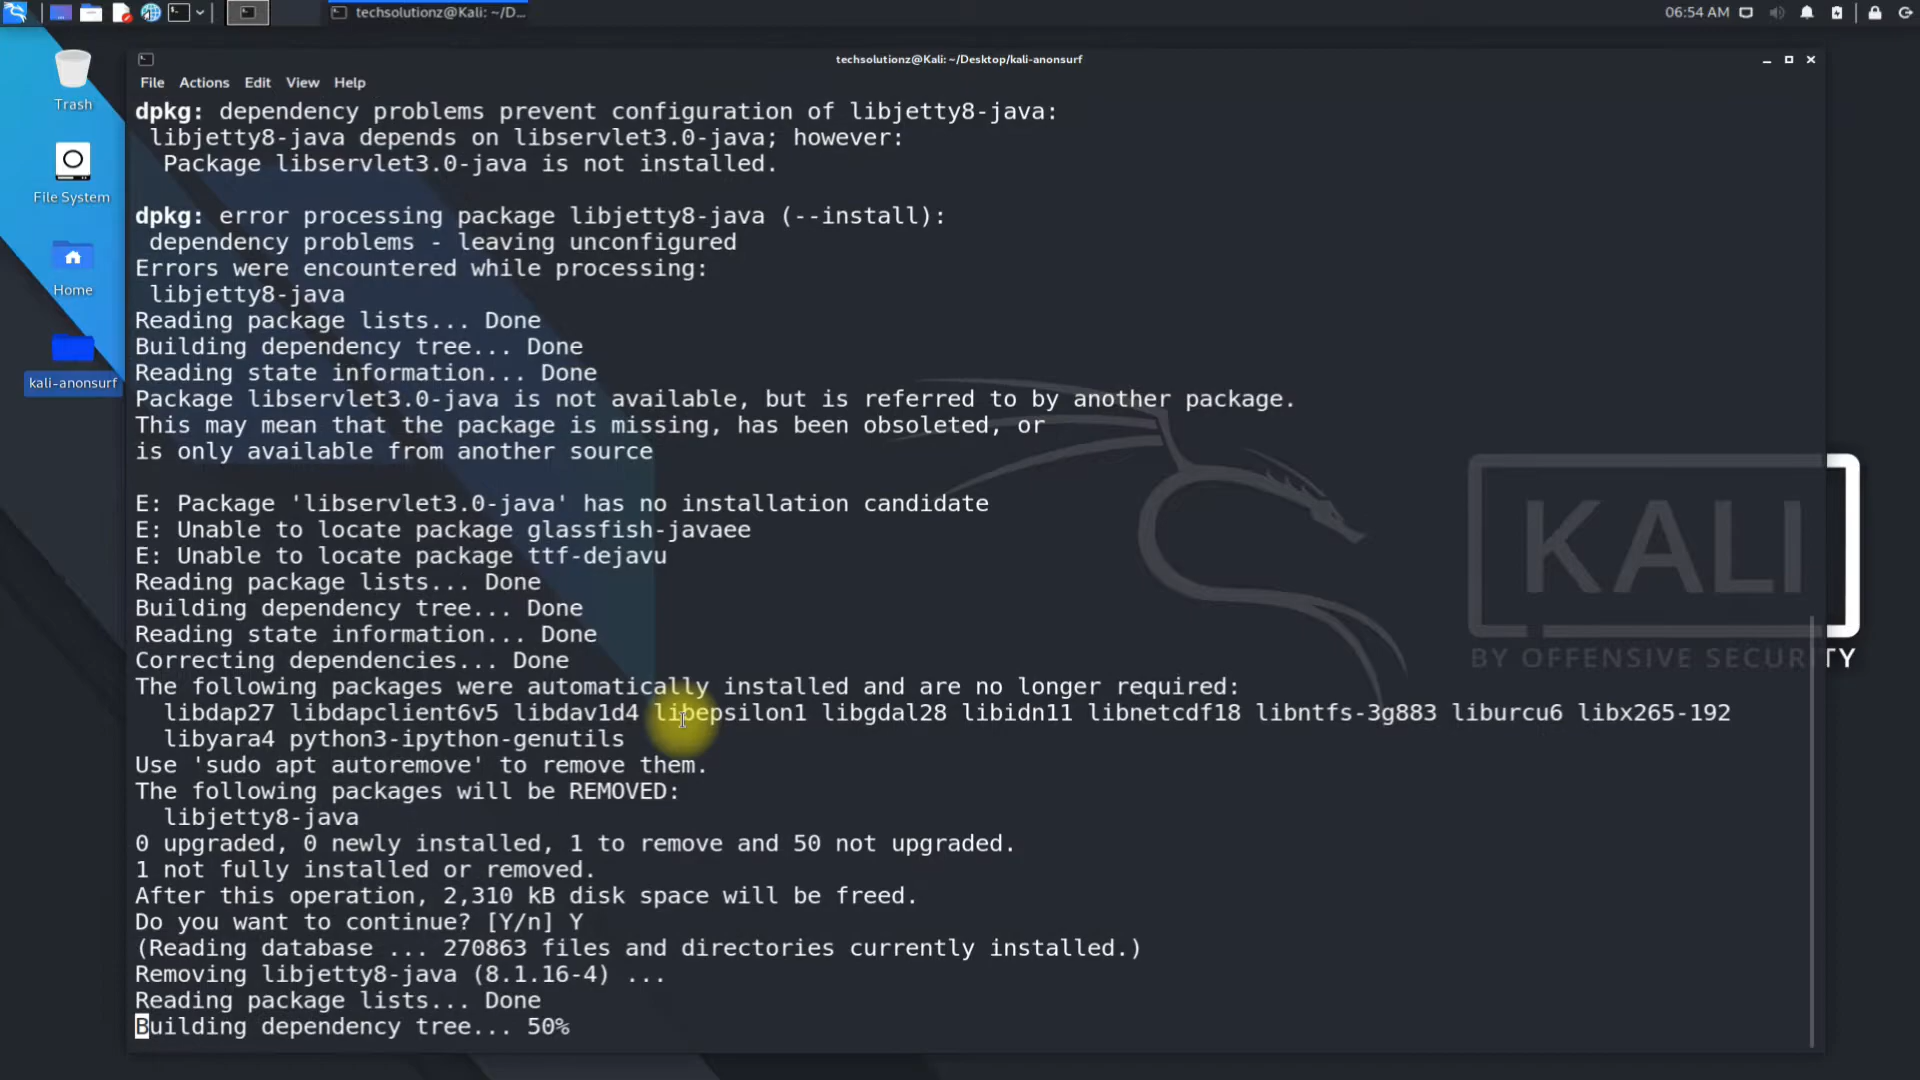 techsolutionz@Kali: ~/D...
06:54 AM
techsolutionz@Kali: ~/Desktop/kali-anonsurf
File Actions Edit View Help
Trash
File System
Home
kali-anonsurf
dpkg: dependency problems prevent configuration of libjetty8-java:
libjetty8-java depends on libservlet3.0-java; however:
Package libservlet3.0-java is not installed.
dpkg: error processing package libjetty8-java (--install):
dependency problems - leaving unconfigured
Errors were encountered while processing:
libjetty8-java
Reading package lists... Done
Building dependency tree... Done
Reading state information... Done
Package libservlet3.0-java is not available, but is referred to by another package.
This may mean that the package is missing, has been obsoleted, or
is only available from another source
E: Package 'libservlet3.0-java' has no installation candidate
E: Unable to locate package glassfish-javaee
E: Unable to locate package ttf-dejavu
Reading package lists... Done
Building dependency tree... Done
Reading state information... Done
Correcting dependencies... Done
The following packages were automatically installed and are no longer required:
libdap27 libdapclient6v5 libdav1d4 libepsilon1 libgdal28 libidn11 libnetcdf18 libntfs-3g883 liburcu6 libx265-192
libyara4 python3-ipython-genutils
Use 'sudo apt autoremove' to remove them.
The following packages will be REMOVED:
libjetty8-java
0 upgraded, 0 newly installed, 1 to remove and 50 not upgraded.
1 not fully installed or removed.
After this operation, 2,310 kB disk space will be freed.
Do you want to continue? [Y/n] Y
(Reading database ... 270863 files and directories currently installed.)
Removing libjetty8-java (8.1.16-4) ...
Reading package lists... Done
Building dependency tree... 50%
KALI
BY OFFENSIVE SECURITY